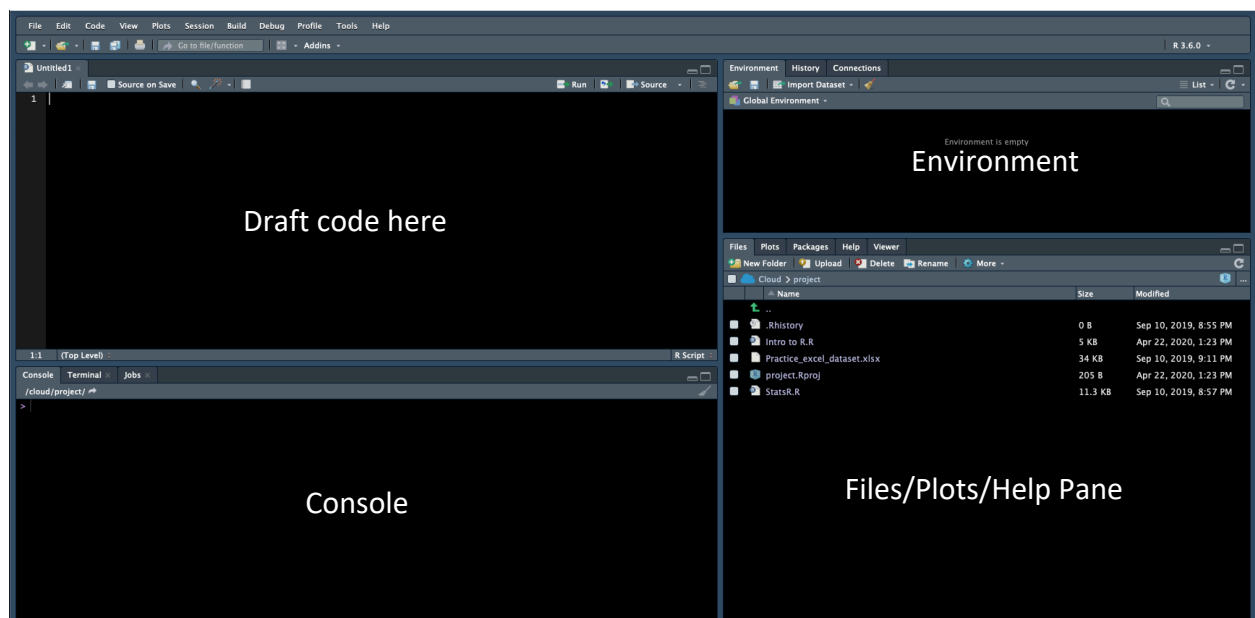 File Edit Code View Plots Session Build Debug Profile Tools Help
Go to file/function Addins R 3.6.0
Untitled1
Source on Save Run Source
1
Draft code here
1:1 (Top Level) R Script
Console Terminal Jobs
/cloud/project/
>
Console
Environment History Connections
Import Dataset List
Global Environment
Environment is empty
Environment
Files Plots Packages Help Viewer
New Folder Upload Delete Rename More
Cloud project
Name Size Modified
..
.Rhistory 0 B Sep 10, 2019, 8:55 PM
Intro to R.R 5 KB Apr 22, 2020, 1:23 PM
Practice_excel_dataset.xlsx 34 KB Sep 10, 2019, 9:11 PM
project.Rproj 205 B Apr 22, 2020, 1:23 PM
StatsR.R 11.3 KB Sep 10, 2019, 8:57 PM
Files/Plots/Help Pane